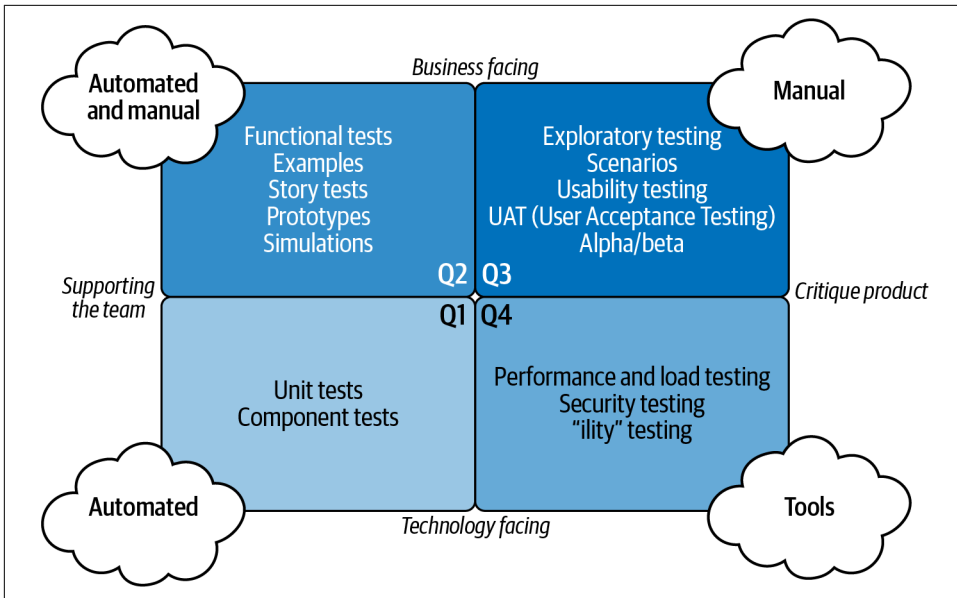 Automated
and manual
Business facing
Manual
Functional tests
Examples
Story tests
Prototypes
Simulations
Exploratory testing
Scenarios
Usability testing
UAT (User Acceptance Testing)
Alpha/beta
Q2
Q3
Supporting
the team
Critique product
Q1
Q4
Unit tests
Component tests
Performance and load testing
Security testing
“ility” testing
Automated
Technology facing
Tools